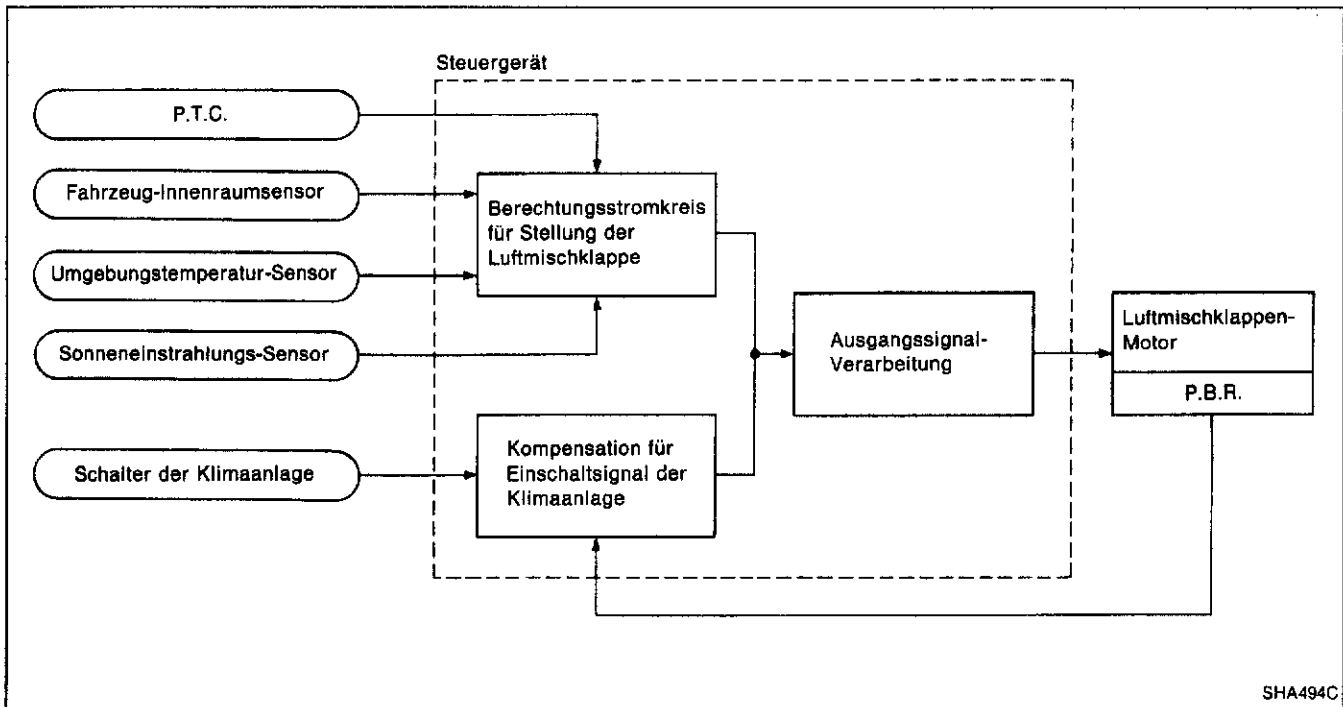 Steuergerät
P.T.C.
Fahrzeug-Innenraumsensor
Umgebungstemperatur-Sensor
Sonneneinstrahlungs-Sensor
Schalter der Klimaanlage
Berechtungsstromkreis
für Stellung der
Luftmischklappe
Kompensation für
Einschaltsignal der
Klimaanlage
Ausgangssignal-
Verarbeitung
Luftmischklappen-
Motor
P.B.R.
SHA494C